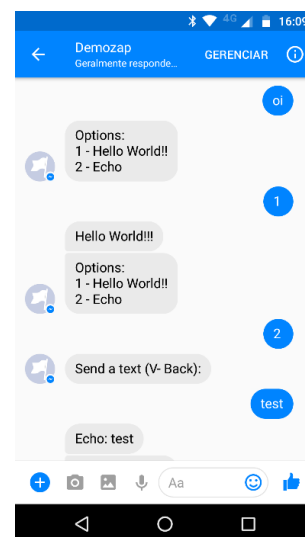 4G 16:09
Demozap GERENCIAR
Geralmente responde...
oi
Options:
1 - Hello World!!
2 - Echo
1
Hello World!!!
Options:
1 - Hello World!!
2 - Echo
2
Send a text (V- Back):
test
Echo: test
Aa